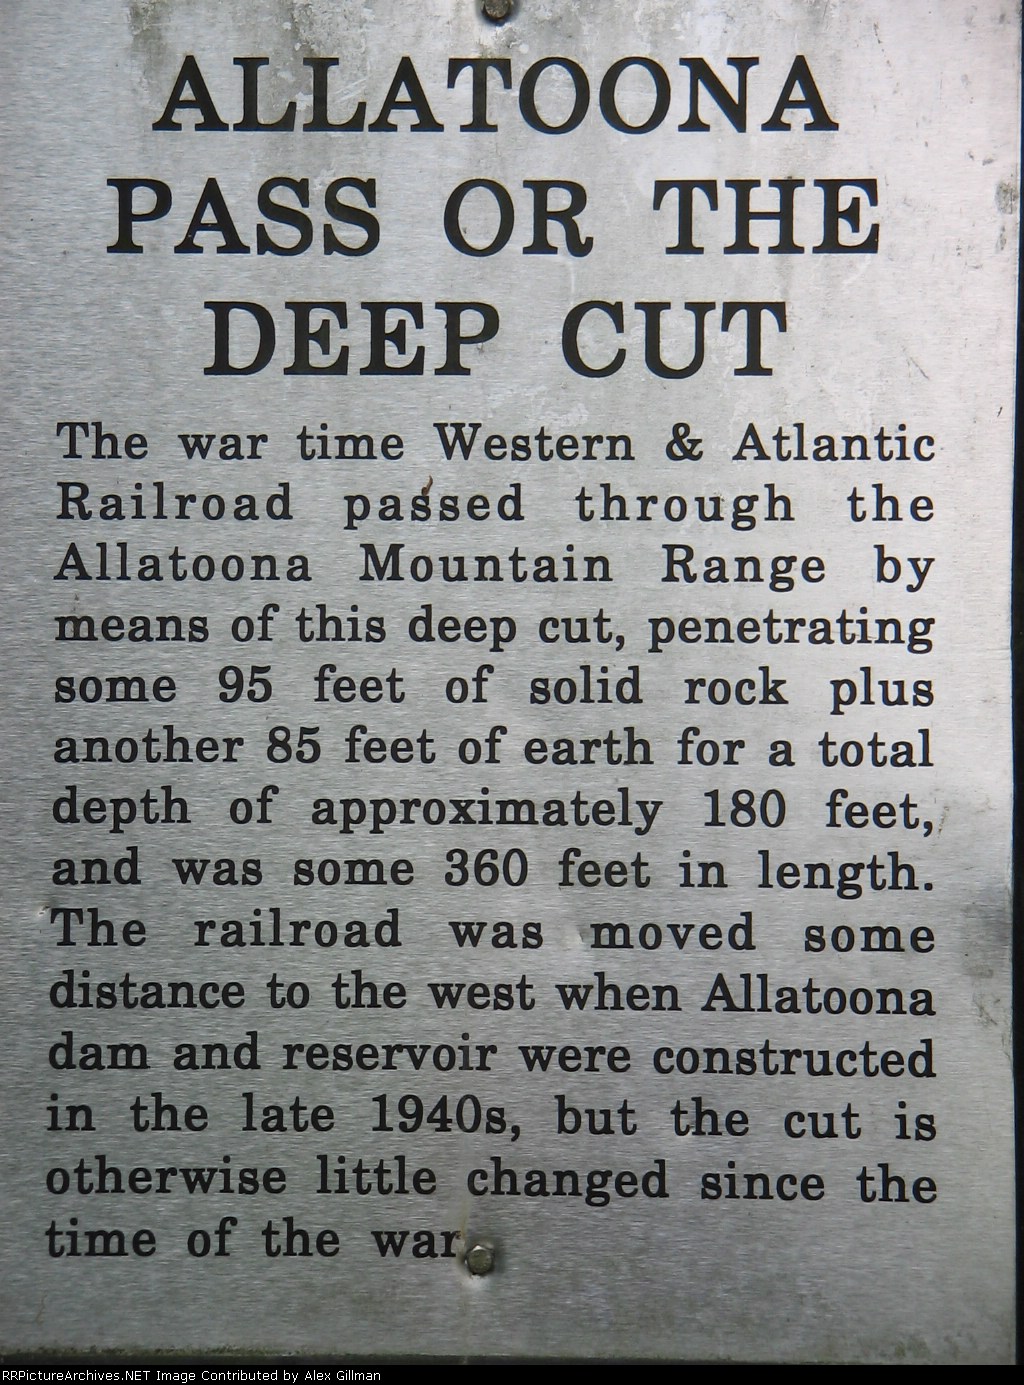 ALLATOONA
PASS OR THE
DEEP CUT
The war time Western & Atlantic
Railroad passed through the
Allatoona Mountain Range by
means of this deep cut, penetrating
some 95 feet of solid rock plus
another 85 feet of earth for a total
depth of approximately 180 feet,
and was some 360 feet in length.
The railroad was moved some
distance to the west when Allatoona
dam and reservoir were constructed
in the late 1940s, but the cut is
otherwise little changed since the
time of the war
RRPictureArchives.NET Image Contributed by Alex Gillman